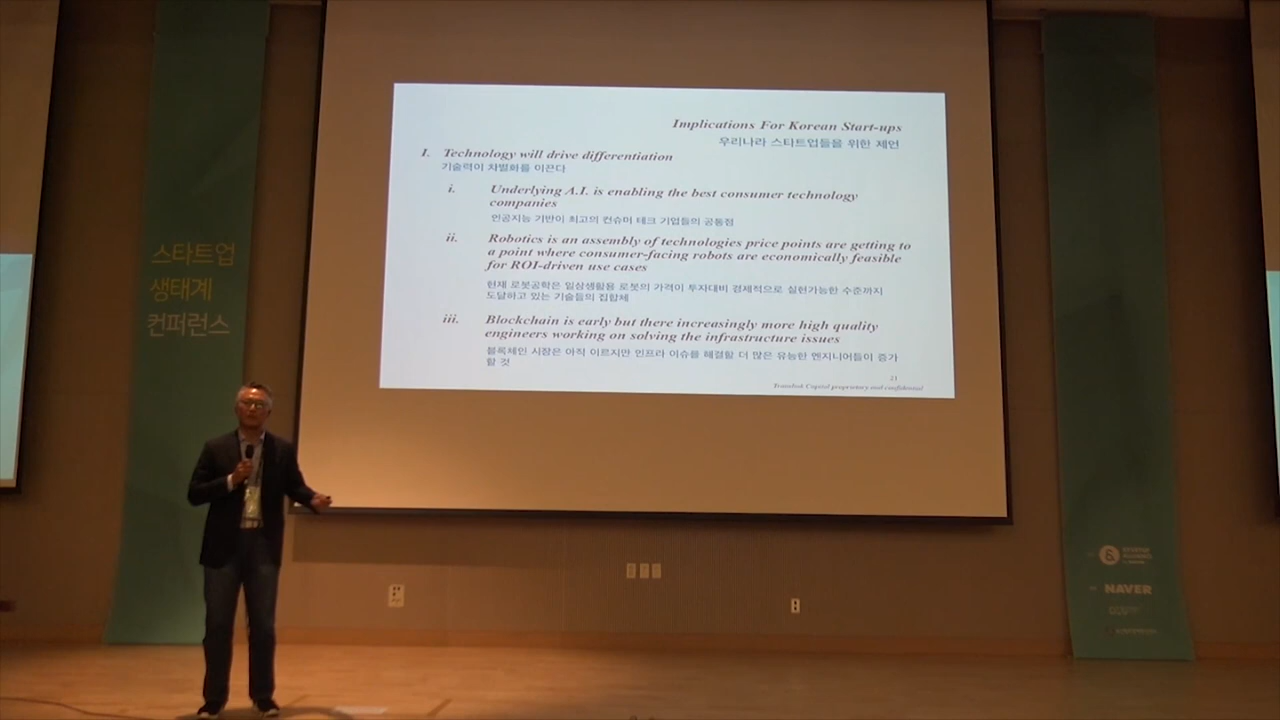 Implications For Korean Start-ups
우리나라 스타트업들을 위한 제언
I. Technology will drive differentiation
기술력이 차별화를 이끈다
i. Underlying A.I. is enabling the best consumer technology
companies
인공지능 기반이 최고의 컨슈머 테크 기업들의 공통점
ii. Robotics is an assembly of technologies price points are getting to
a point where consumer-facing robots are economically feasible
for ROI-driven use cases
현재 로봇공학은 일상생활용 로봇의 가격이 투자대비 경제적으로 실현가능한 수준까지
도달하고 있는 기술들의 집합체
iii. Blockchain is early but there increasingly more high quality
engineers working on solving the infrastructure issues
블록체인 시장은 아직 이르지만 인프라 이슈를 해결할 더 많은 유능한 엔지니어들이 증가
할 것
21
Translink Capital proprietary and confidential
스타트업
생태계
컨퍼런스
STARTUP
ALLIANCE
NAVER